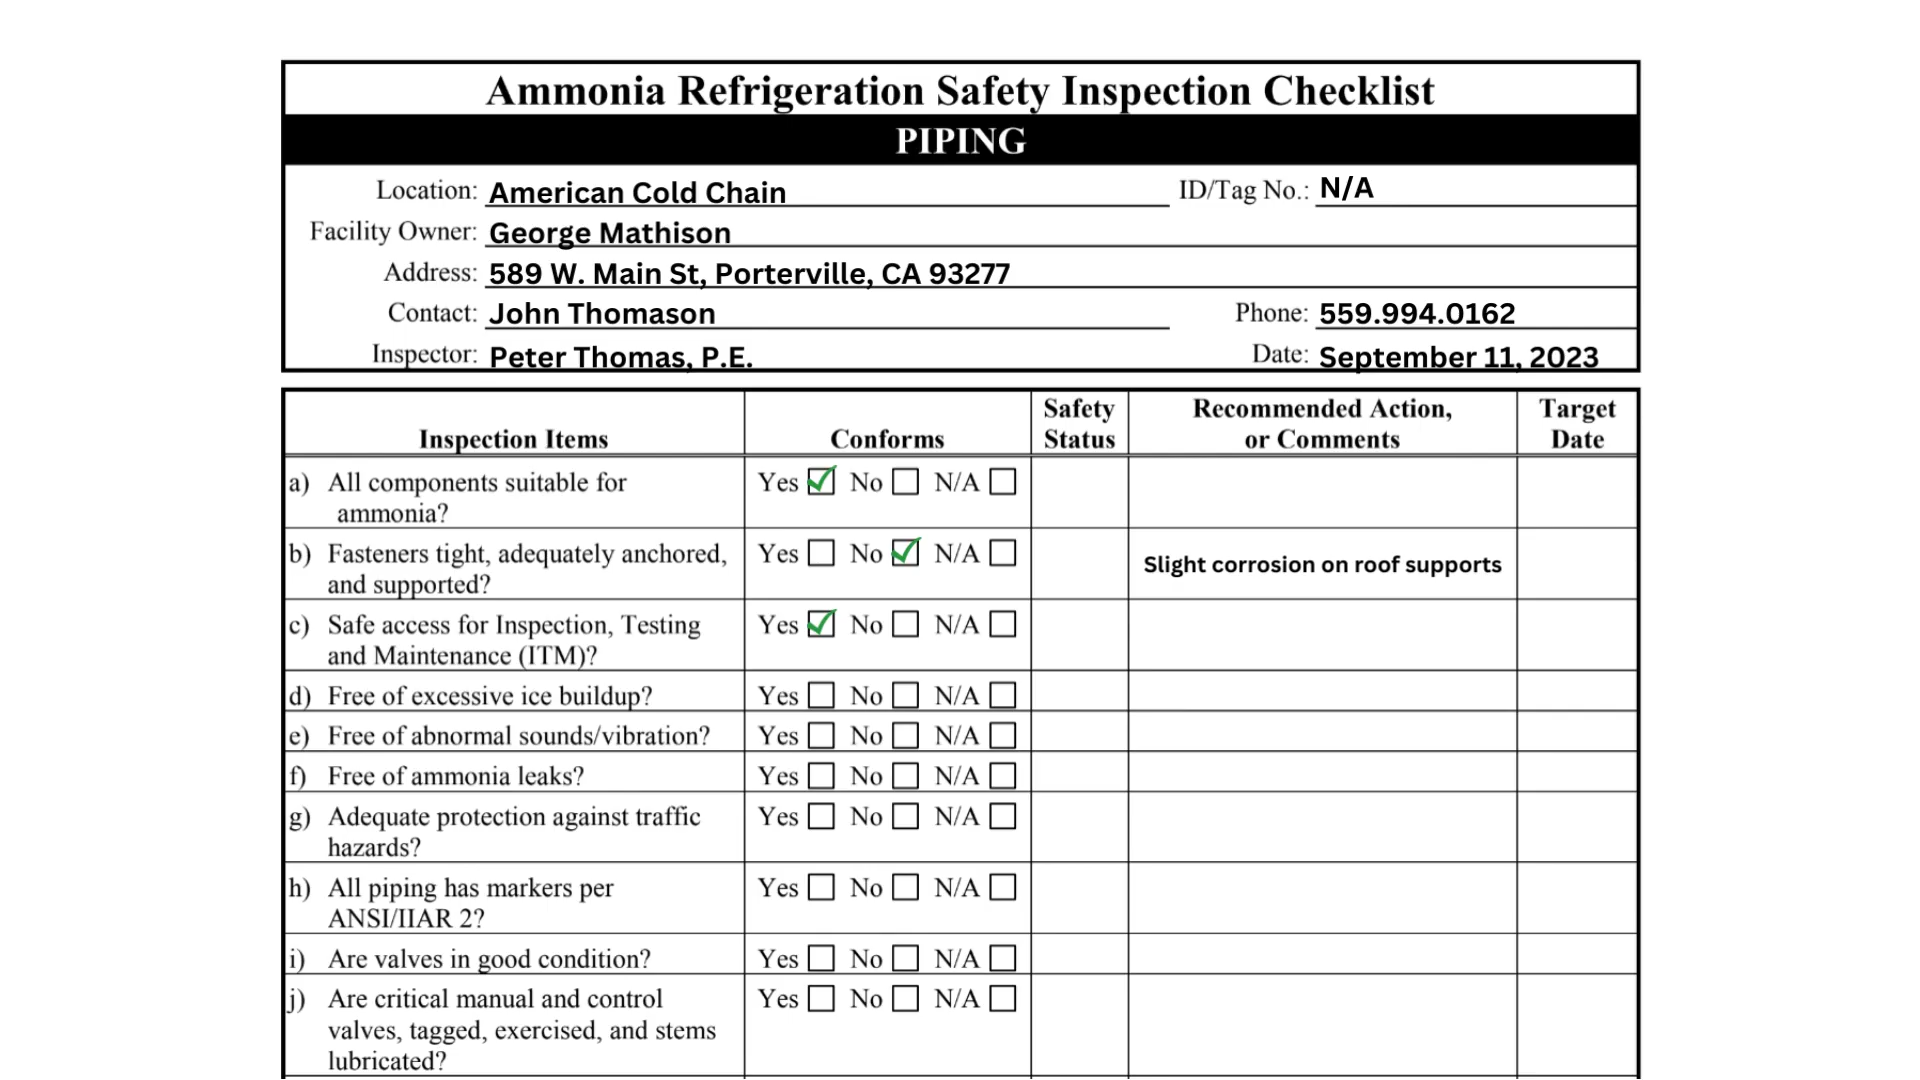 Ammonia Refrigeration Safety Inspection Checklist
PIPING
Location: American Cold Chain ID/Tag No.: N/A
Facility Owner: George Mathison
Address: 589 W. Main St, Porterville, CA 93277
Contact: John Thomason Phone: 559.994.0162
Inspector: Peter Thomas, P.E. Date: September 11, 2023
Inspection Items Conforms Safety Status Recommended Action, or Comments Target Date
a) All components suitable for Yes No N/A
ammonia?
b) Fasteners tight, adequately anchored, Yes No N/A Slight corrosion on roof supports
and supported?
c) Safe access for Inspection, Testing Yes No N/A
and Maintenance (ITM)?
d) Free of excessive ice buildup? Yes No N/A
e) Free of abnormal sounds/vibration? Yes No N/A
f) Free of ammonia leaks? Yes No N/A
g) Adequate protection against traffic Yes No N/A
hazards?
h) All piping has markers per Yes No N/A
ANSI/IIAR 2?
i) Are valves in good condition? Yes No N/A
j) Are critical manual and control Yes No N/A
valves, tagged, exercised, and stems
lubricated?